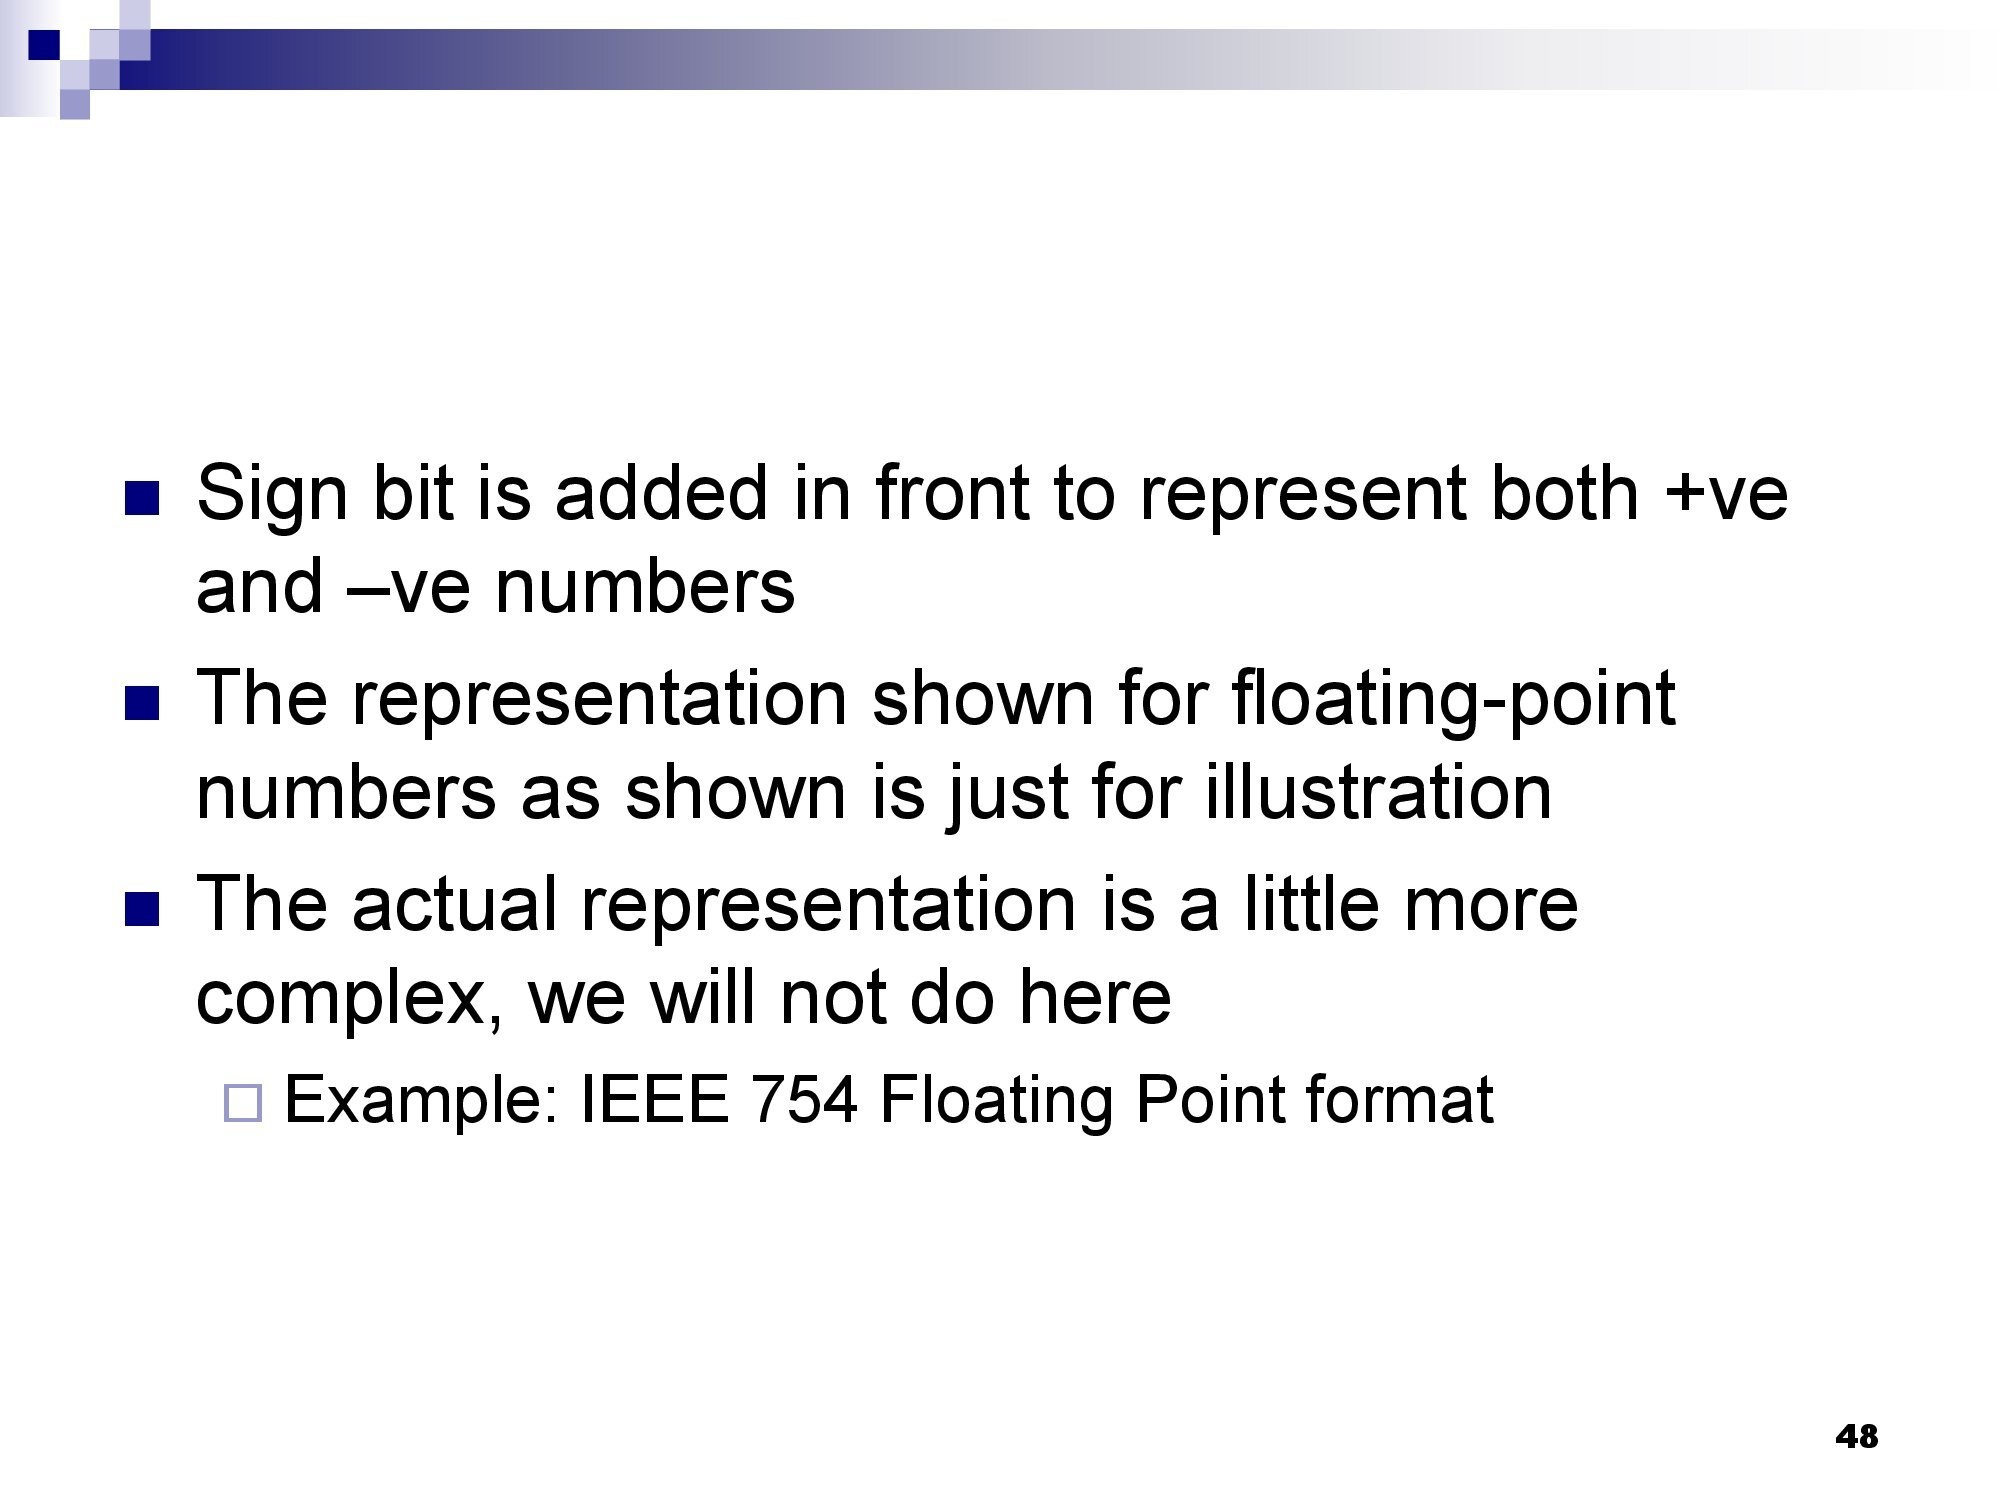 Sign bit is added in front to represent both +ve
and –ve numbers
The representation shown for floating-point
numbers as shown is just for illustration
The actual representation is a little more
complex, we will not do here
Example: IEEE 754 Floating Point format
48